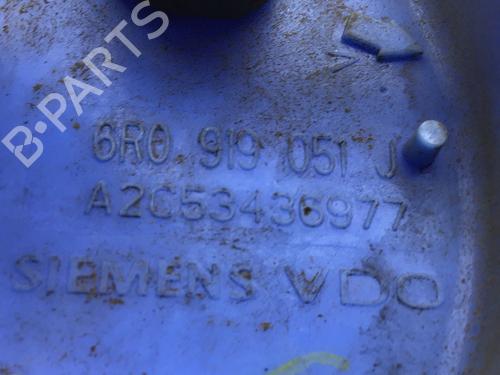 B-PARTS
6R0 919 051 J
A2C53436977
SIEMENS VDO